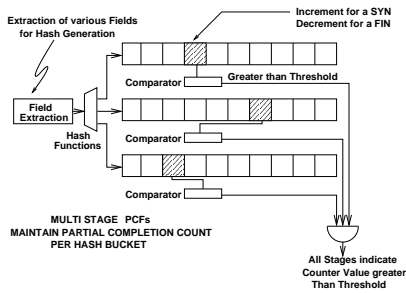 Extraction of various Fields
for Hash Generation
Increment for a SYN
Decrement for a FIN
Comparator
Greater than Threshold
Field
Extraction
Hash
Functions
Comparator
Comparator
MULTI STAGE PCFs
MAINTAIN PARTIAL COMPLETION COUNT
PER HASH BUCKET
All Stages indicate
Counter Value greater
Than Threshold